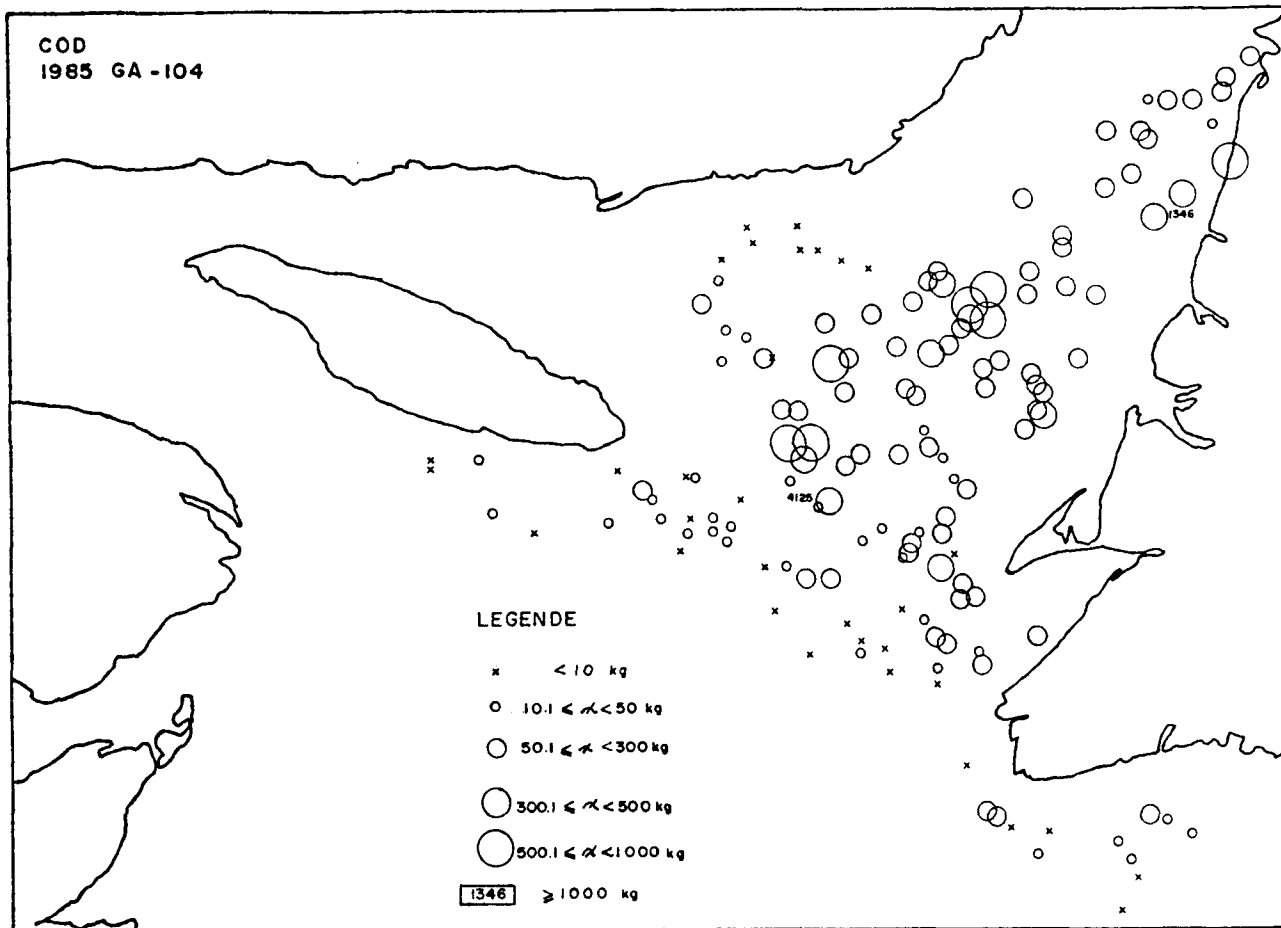 COD
1985 GA-104
1346
4125
LEGENDE
<10 kg
10.1 ⩽ α <50 kg
50.1 ⩽ α <300 kg
300.1 ⩽ α <500 kg
500.1 ⩽ α <1000 kg
1346 ⩾ 1000 kg